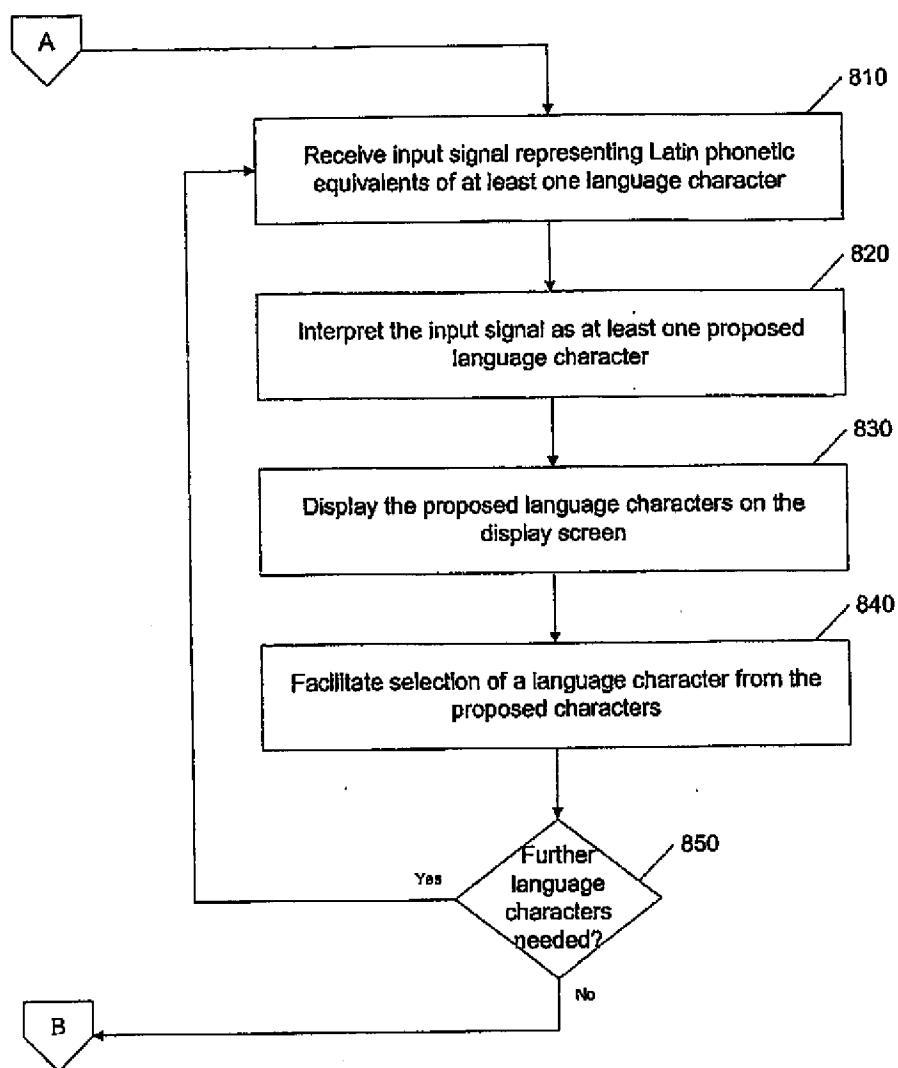 A
810
Receive input signal representing Latin phonetic
equivalents of at least one language character
820
Interpret the input signal as at least one proposed
language character
830
Display the proposed language characters on the
display screen
840
Facilitate selection of a language character from the
proposed characters
850
Further
language
characters
needed?
Yes
No
B